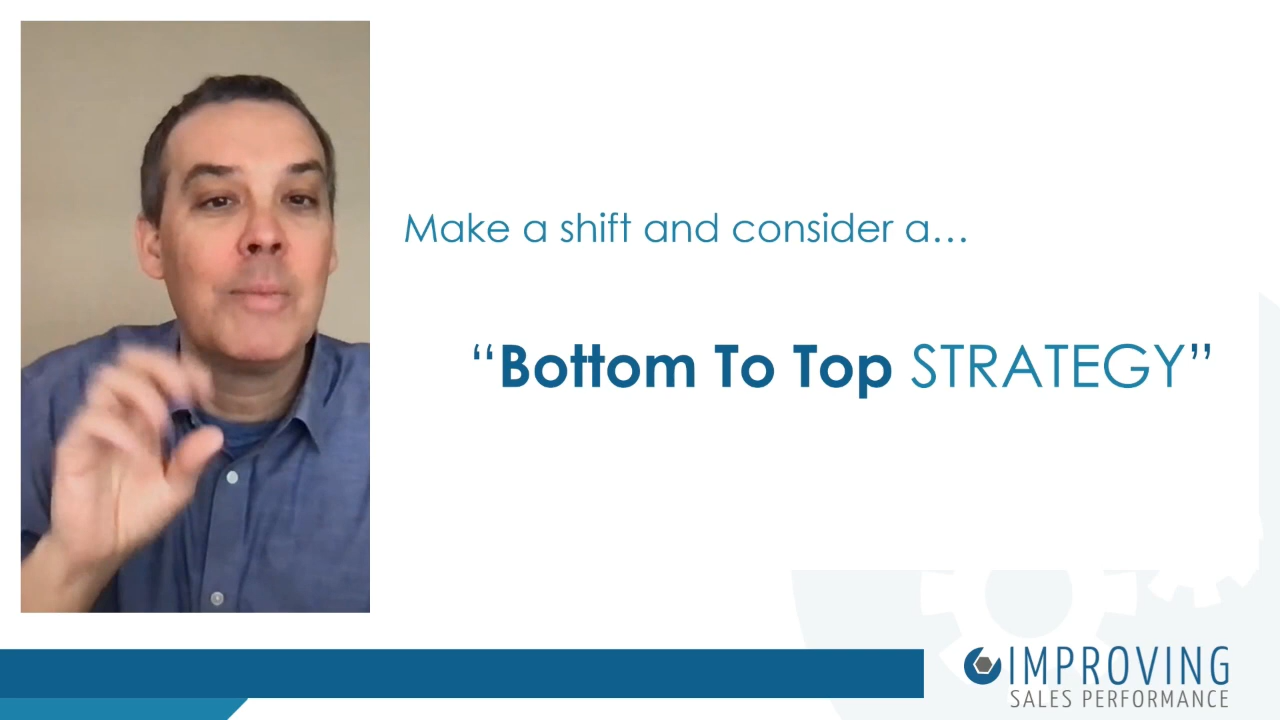 Make a shift and consider a…
“Bottom To Top STRATEGY”
IMPROVING
SALES PERFORMANCE